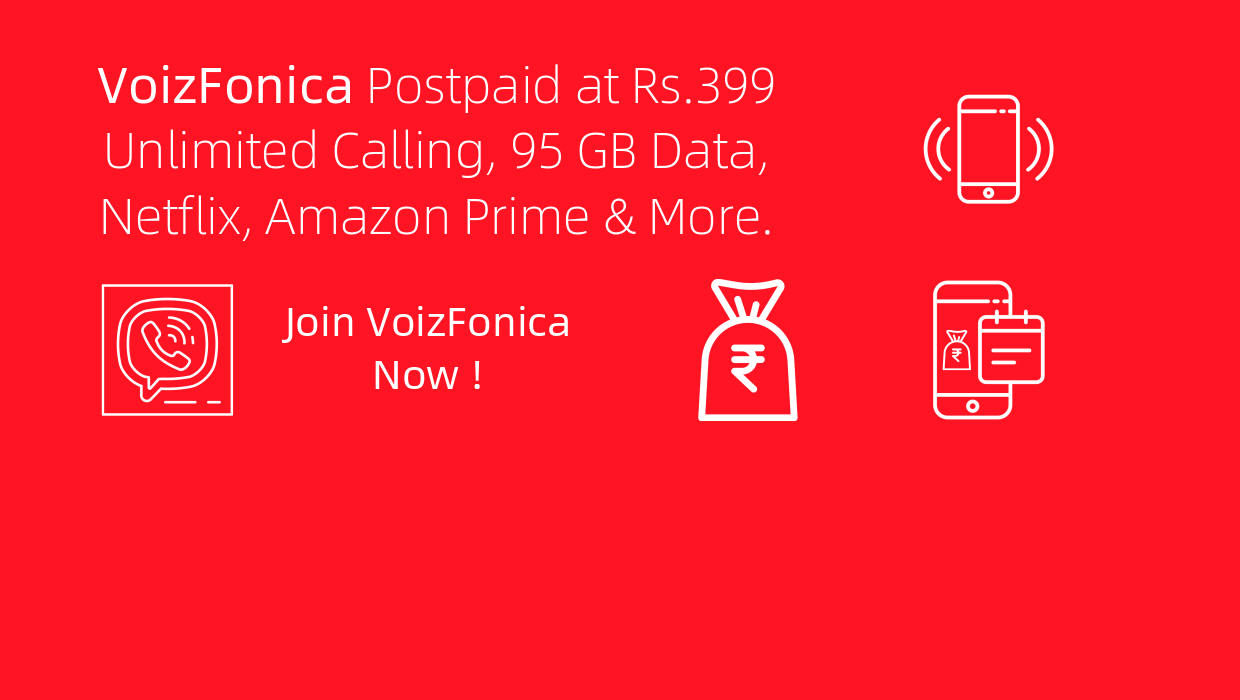 VoizFonica Postpaid at Rs.399
Unlimited Calling, 95 GB Data,
Netflix, Amazon Prime & More.
Join VoizFonica
Now !
₹
₹